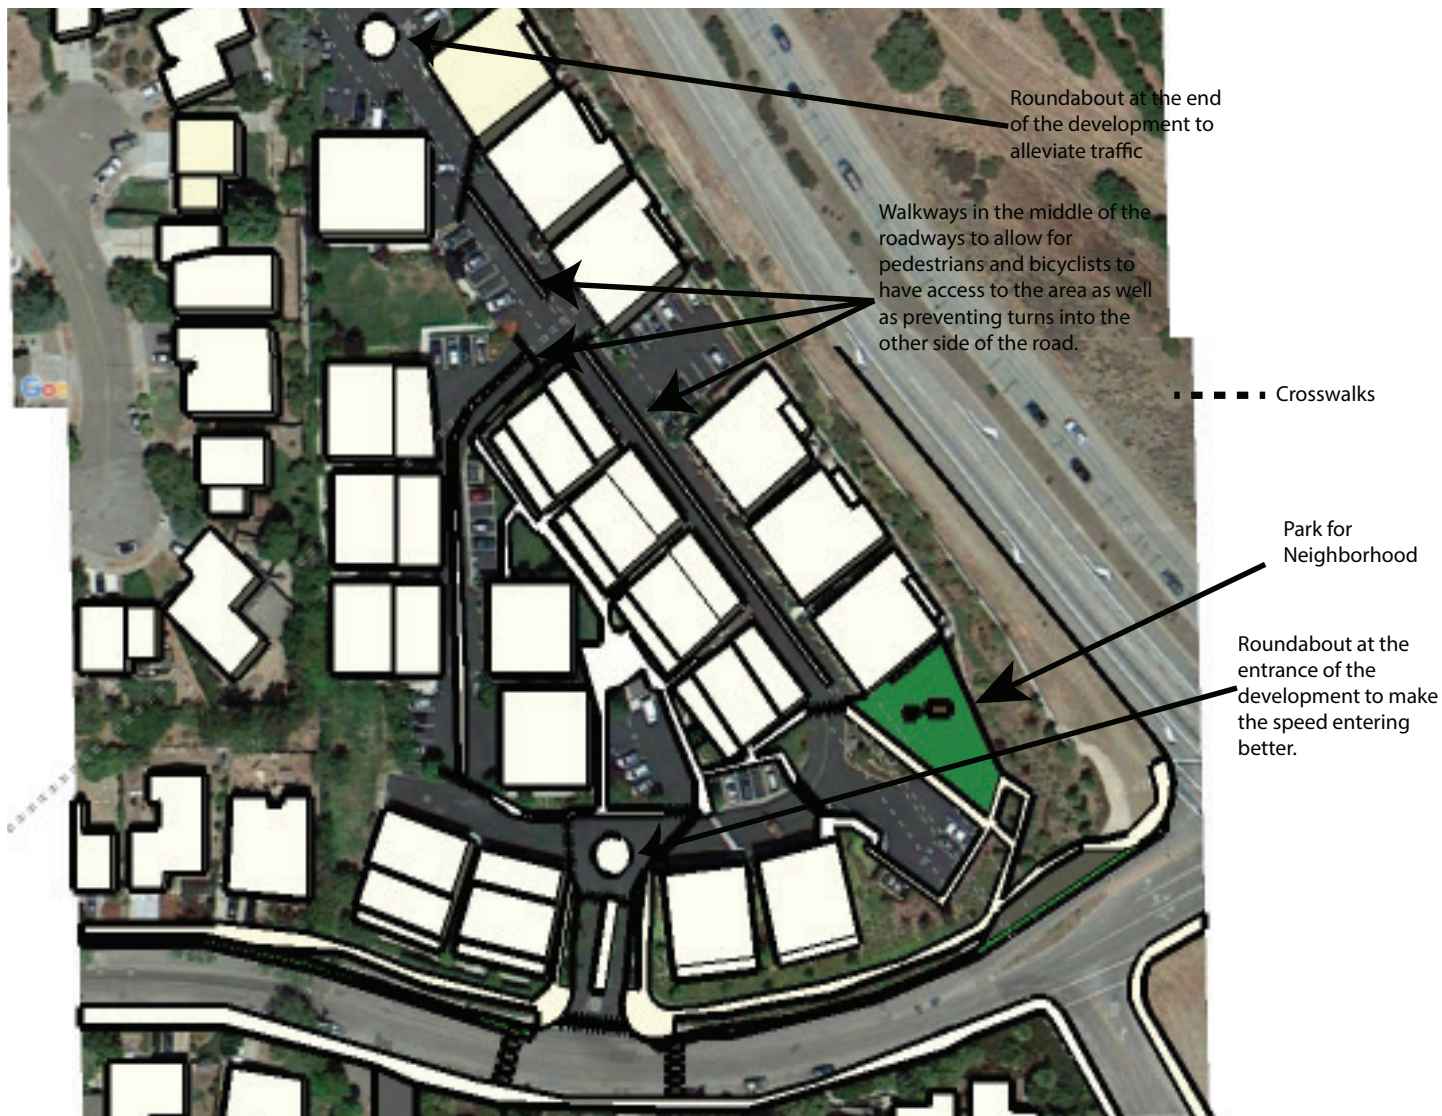 Roundabout at the end
of the development to
alleviate traffic
Walkways in the middle of the
roadways to allow for
pedestrians and bicyclists to
have access to the area as well
as preventing turns into the
other side of the road.
Crosswalks
Park for
Neighborhood
Roundabout at the
entrance of the
development to make
the speed entering
better.